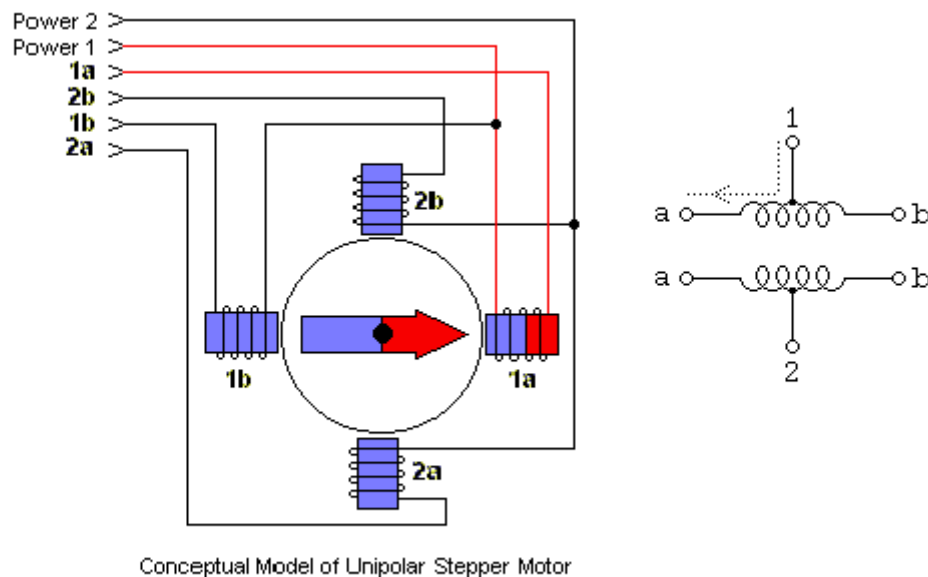 Power 2
Power 1
1a
2b
1b
2a
2b
1b
1a
2a
1
a
b
a
b
2
Conceptual Model of Unipolar Stepper Motor